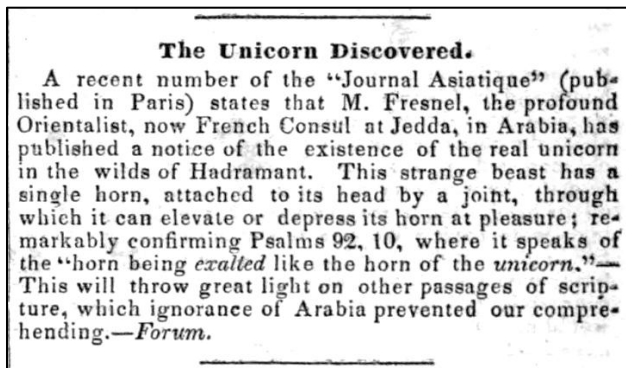 The Unicorn Discovered.
A recent number of the "Journal Asiatique" (pub-
lished in Paris) states that M. Fresnel, the profound
Orientalist, now French Consul at Jedda, in Arabia, has
published a notice of the existence of the real unicorn
in the wilds of Hadramant. This strange beast has a
single horn, attached to its head by a joint, through
which it can elevate or depress its horn at pleasure; re-
markably confirming Psalms 92, 10, where it speaks of
the "horn being exalted like the horn of the unicorn."—
This will throw great light on other passages of scrip-
ture, which ignorance of Arabia prevented our compre-
hending.—Forum.